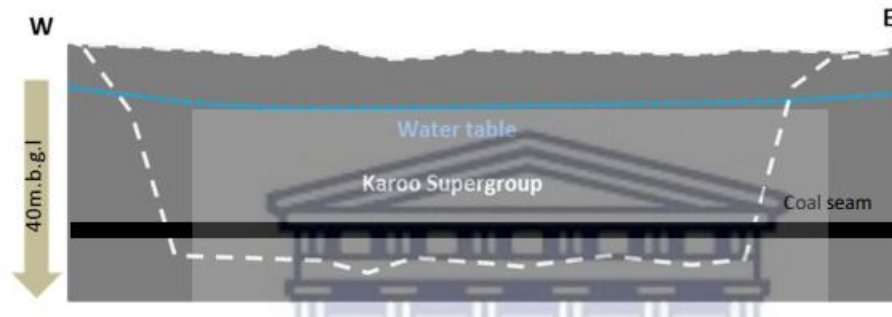 W
E
Water table
Karoo Supergroup
Coal seam
40m.b.g.l